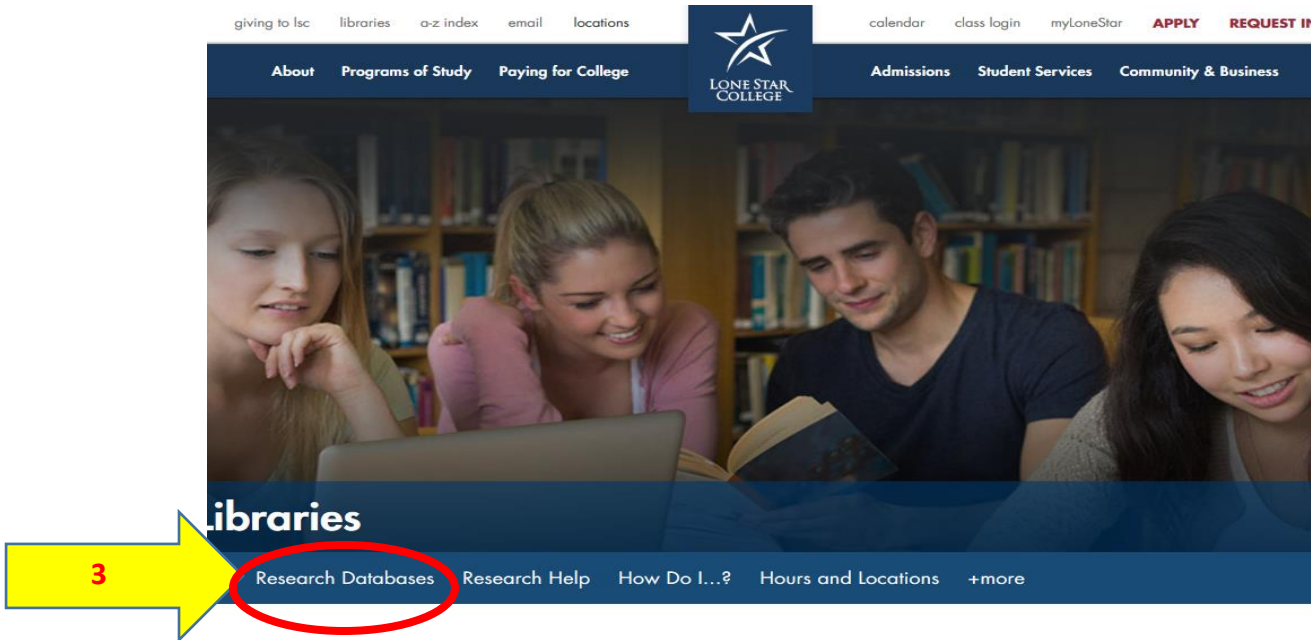 giving to lsc libraries a-z index email locations calendar class login myLoneStar APPLY REQUEST IN
About Programs of Study Paying for College LONE STAR COLLEGE Admissions Student Services Community & Business
ibraries
3 Research Databases Research Help How Do I...? Hours and Locations +more